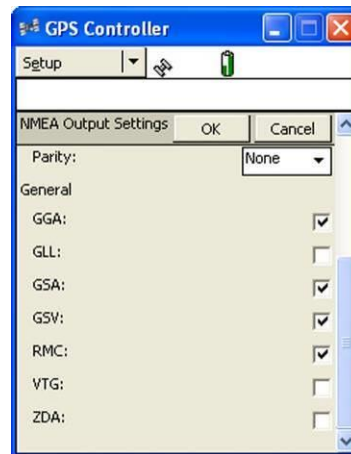 GPS Controller
Setup
NMEA Output Settings OK Cancel
Parity: None
General
GGA:
GLL:
GSA:
GSV:
RMC:
VTG:
ZDA: